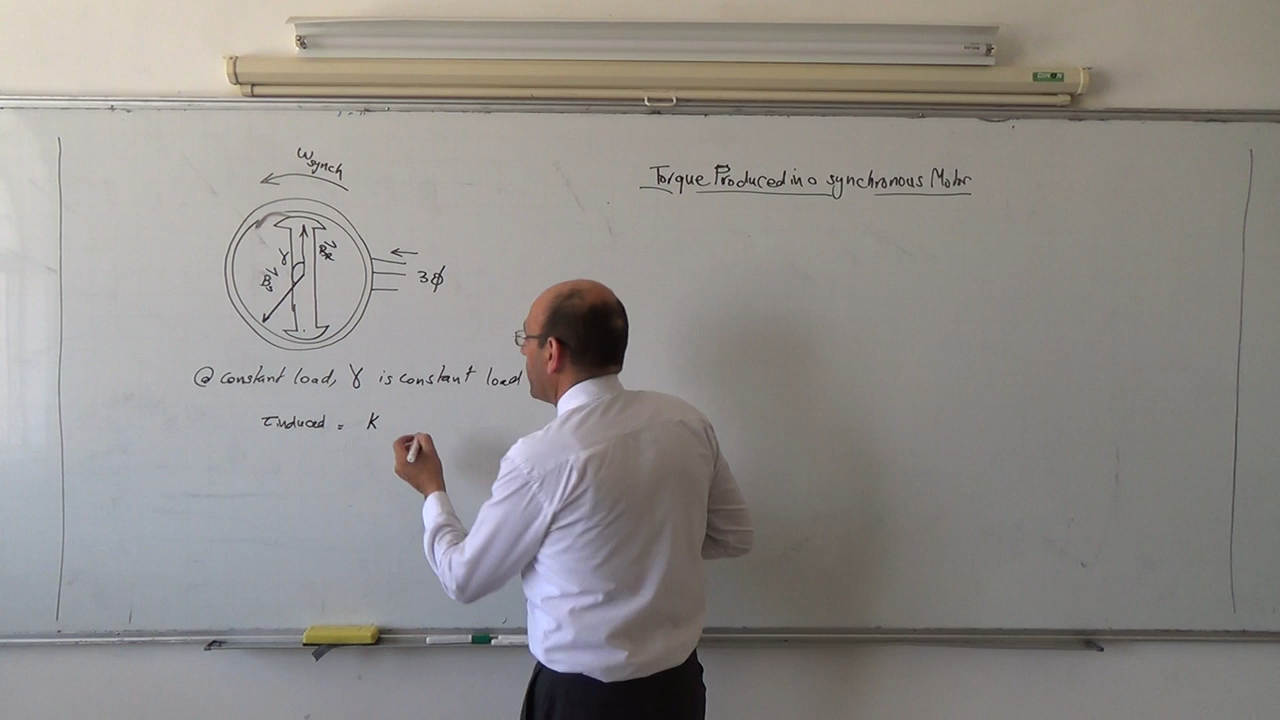 ωsynch
Torque Produced in a synchronous Motor
γ
B⃗R
B⃗s
3ϕ
@ constant load, γ is constant load
τinduced = K